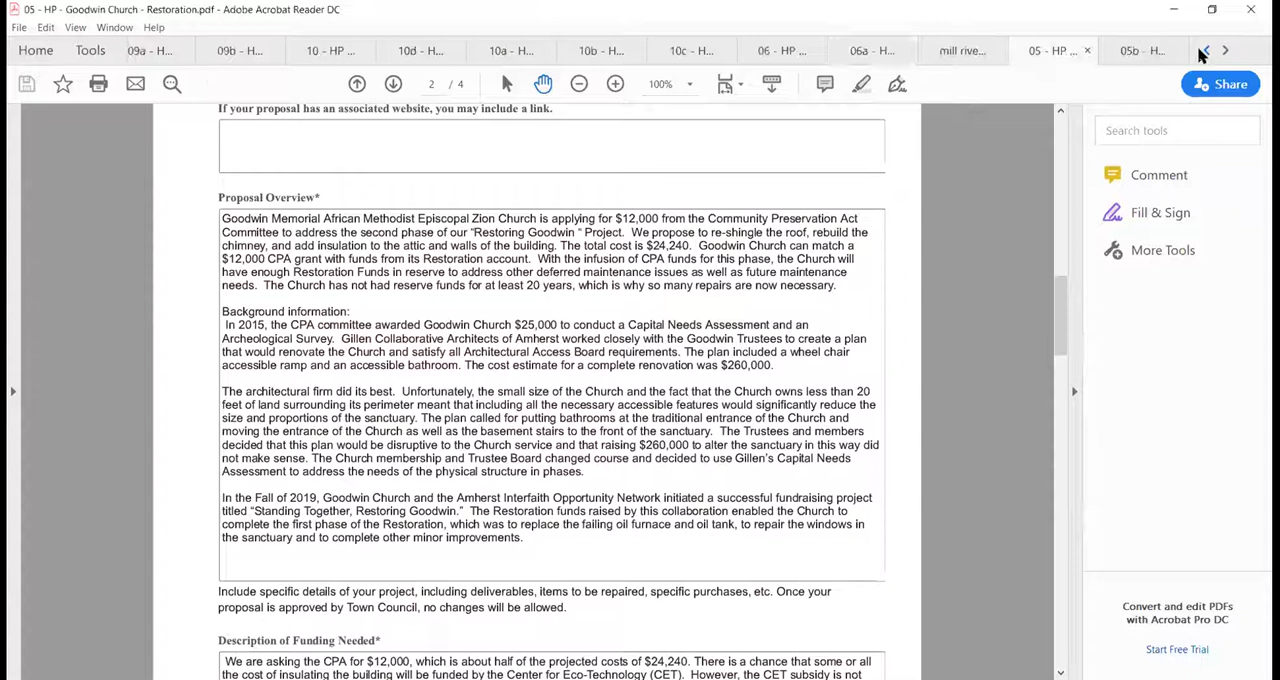 05 - HP - Goodwin Church - Restoration.pdf - Adobe Acrobat Reader DC
File Edit View Window Help
Home Tools 09a - H... 09b - H... 10 - HP ... 10d - H... 10a - H... 10b - H... 10c - H... 06 - HP ... 06a - H... mill rive... 05 - HP ... × 05b - H...
2 / 4 100% Share
If your proposal has an associated website, you may include a link.
Search tools
Comment
Fill & Sign
More Tools
Proposal Overview*
Goodwin Memorial African Methodist Episcopal Zion Church is applying for $12,000 from the Community Preservation Act
Committee to address the second phase of our "Restoring Goodwin " Project. We propose to re-shingle the roof, rebuild the
chimney, and add insulation to the attic and walls of the building. The total cost is $24,240. Goodwin Church can match a
$12,000 CPA grant with funds from its Restoration account. With the infusion of CPA funds for this phase, the Church will
have enough Restoration Funds in reserve to address other deferred maintenance issues as well as future maintenance
needs. The Church has not had reserve funds for at least 20 years, which is why so many repairs are now necessary.
Background information:
In 2015, the CPA committee awarded Goodwin Church $25,000 to conduct a Capital Needs Assessment and an
Archeological Survey. Gillen Collaborative Architects of Amherst worked closely with the Goodwin Trustees to create a plan
that would renovate the Church and satisfy all Architectural Access Board requirements. The plan included a wheel chair
accessible ramp and an accessible bathroom. The cost estimate for a complete renovation was $260,000.
The architectural firm did its best. Unfortunately, the small size of the Church and the fact that the Church owns less than 20
feet of land surrounding its perimeter meant that including all the necessary accessible features would significantly reduce the
size and proportions of the sanctuary. The plan called for putting bathrooms at the traditional entrance of the Church and
moving the entrance of the Church as well as the basement stairs to the front of the sanctuary. The Trustees and members
decided that this plan would be disruptive to the Church service and that raising $260,000 to alter the sanctuary in this way did
not make sense. The Church membership and Trustee Board changed course and decided to use Gillen's Capital Needs
Assessment to address the needs of the physical structure in phases.
In the Fall of 2019, Goodwin Church and the Amherst Interfaith Opportunity Network initiated a successful fundraising project
titled "Standing Together, Restoring Goodwin." The Restoration funds raised by this collaboration enabled the Church to
complete the first phase of the Restoration, which was to replace the failing oil furnace and oil tank, to repair the windows in
the sanctuary and to complete other minor improvements.
Include specific details of your project, including deliverables, items to be repaired, specific purchases, etc. Once your
proposal is approved by Town Council, no changes will be allowed.
Description of Funding Needed*
We are asking the CPA for $12,000, which is about half of the projected costs of $24,240. There is a chance that some or all
the cost of insulating the building will be funded by the Center for Eco-Technology (CET). However, the CET subsidy is not
Convert and edit PDFs
with Acrobat Pro DC
Start Free Trial